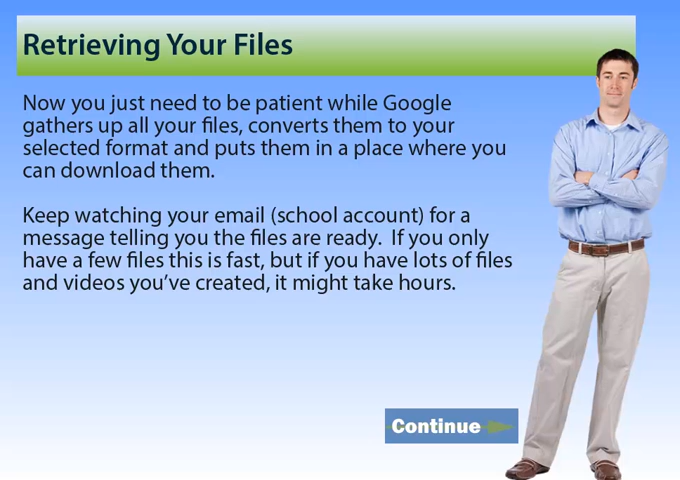 Retrieving Your Files
Now you just need to be patient while Google
gathers up all your files, converts them to your
selected format and puts them in a place where you
can download them.
Keep watching your email (school account) for a
message telling you the files are ready.  If you only
have a few files this is fast, but if you have lots of files
and videos you’ve created, it might take hours.
Continue